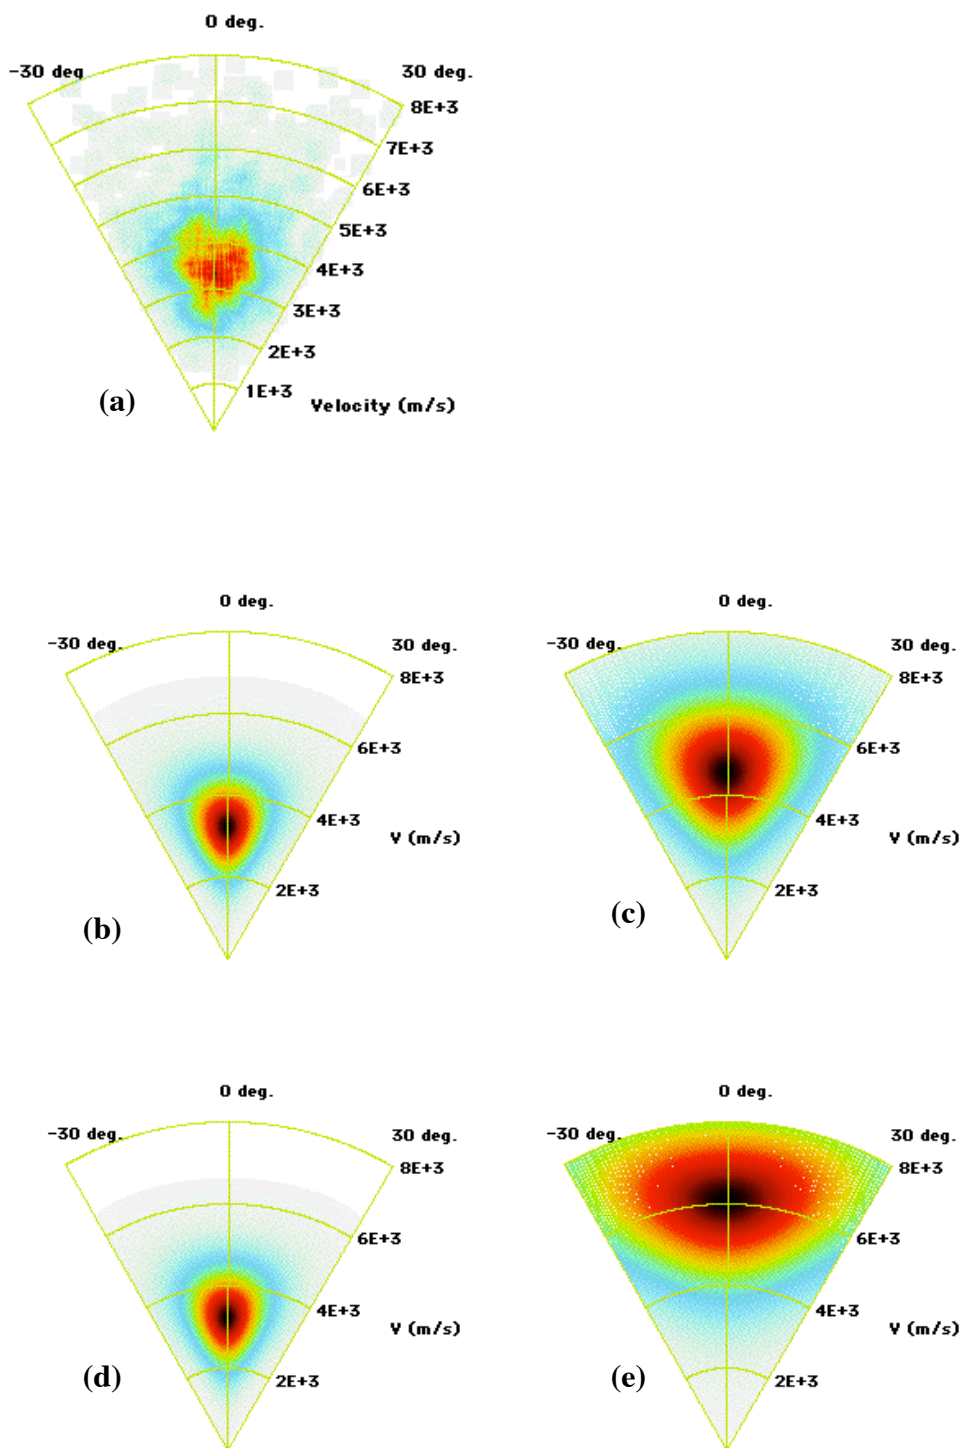 0 deg.
-30 deg
30 deg.
8E+3
7E+3
6E+3
5E+3
4E+3
3E+3
2E+3
1E+3
(a)
Velocity (m/s)
0 deg.
-30 deg.
30 deg.
8E+3
6E+3
4E+3
V (m/s)
2E+3
(b)
0 deg.
-30 deg.
30 deg.
8E+3
6E+3
4E+3
V (m/s)
2E+3
(c)
0 deg.
-30 deg.
30 deg.
8E+3
6E+3
4E+3
V (m/s)
2E+3
(d)
0 deg.
-30 deg.
30 deg.
8E+3
6E+3
4E+3
V (m/s)
2E+3
(e)